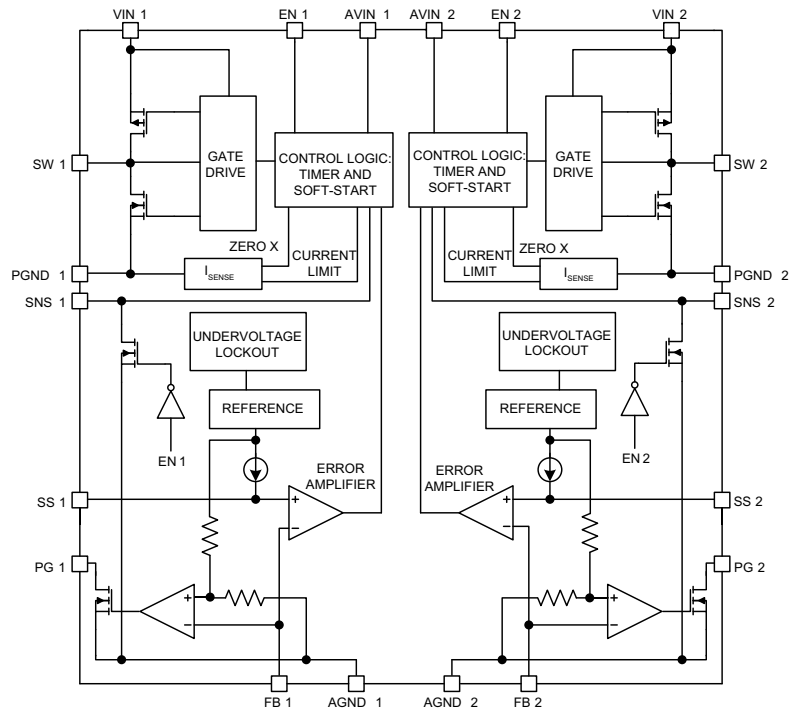 VIN 1
EN 1
AVIN 1
AVIN 2
EN 2
VIN 2
SW 1
GATE
DRIVE
CONTROL LOGIC:
TIMER AND
SOFT-START
CONTROL LOGIC:
TIMER AND
SOFT-START
GATE
DRIVE
SW 2
PGND 1
ISENSE
ZERO X
CURRENT
LIMIT
CURRENT
LIMIT
ZERO X
ISENSE
PGND 2
SNS 1
SNS 2
UNDERVOLTAGE
LOCKOUT
UNDERVOLTAGE
LOCKOUT
REFERENCE
REFERENCE
EN 1
EN 2
SS 1
+
−
ERROR
AMPLIFIER
ERROR
AMPLIFIER
+
−
SS 2
PG 1
+
−
+
−
PG 2
FB 1
AGND 1
AGND 2
FB 2